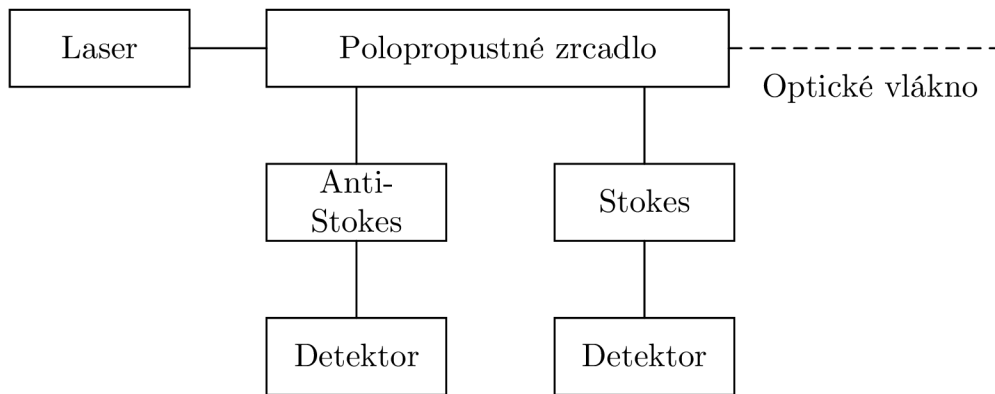 Laser
Polopropustné zrcadlo
Optické vlákno
Anti-
Stokes
Stokes
Detektor
Detektor